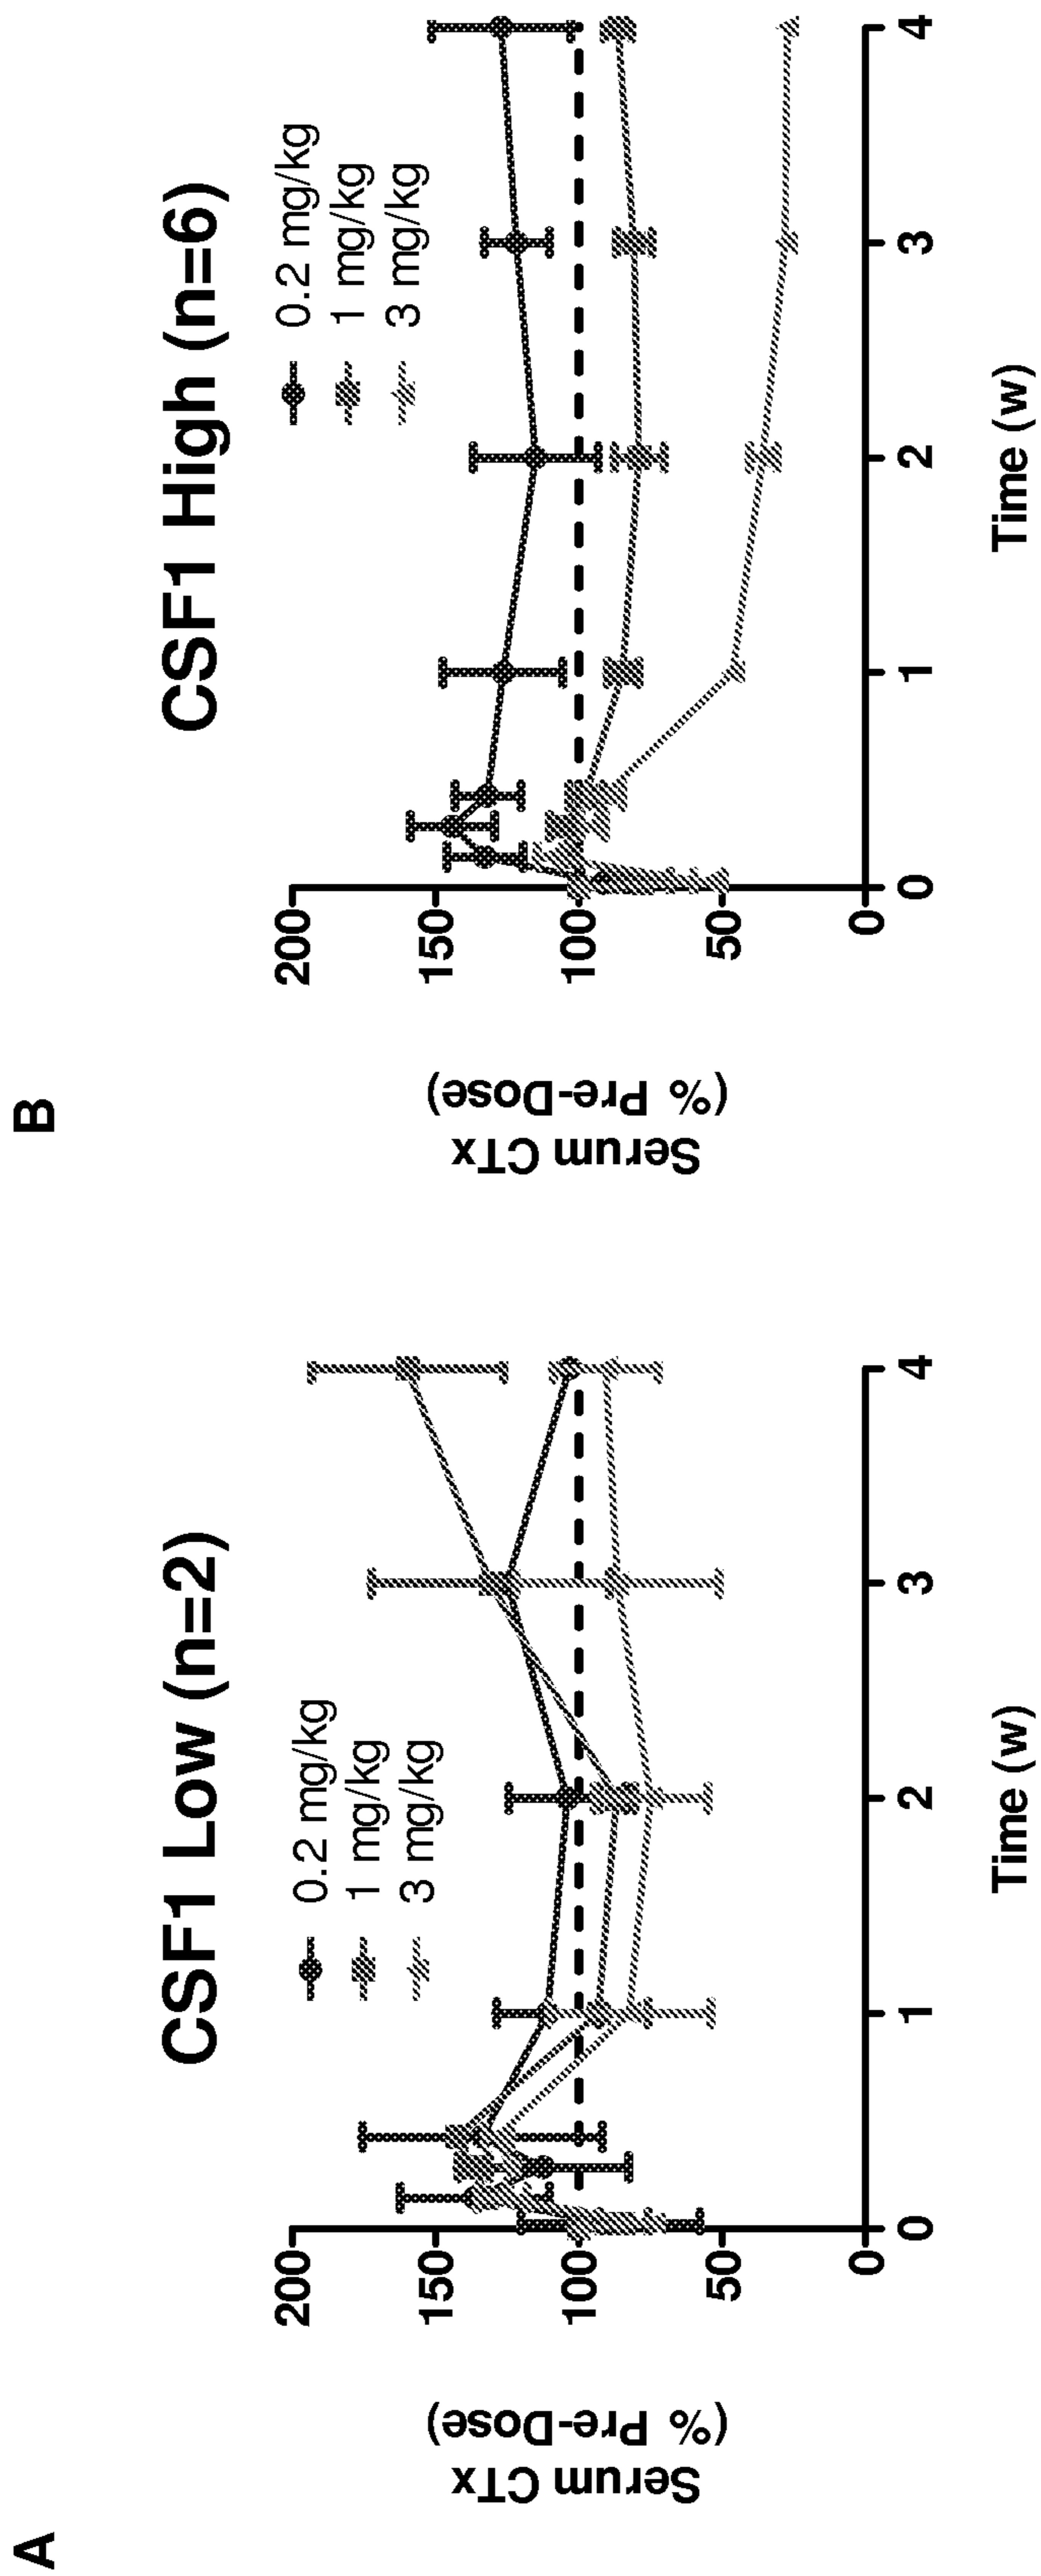 A
CSF1 Low (n=2)
0.2 mg/kg
1 mg/kg
3 mg/kg
Serum CTx
(% Pre-Dose)
200
150
100
50
0
0 1 2 3 4
Time (w)
B
CSF1 High (n=6)
0.2 mg/kg
1 mg/kg
3 mg/kg
Serum CTx
(% Pre-Dose)
200
150
100
50
0
0 1 2 3 4
Time (w)